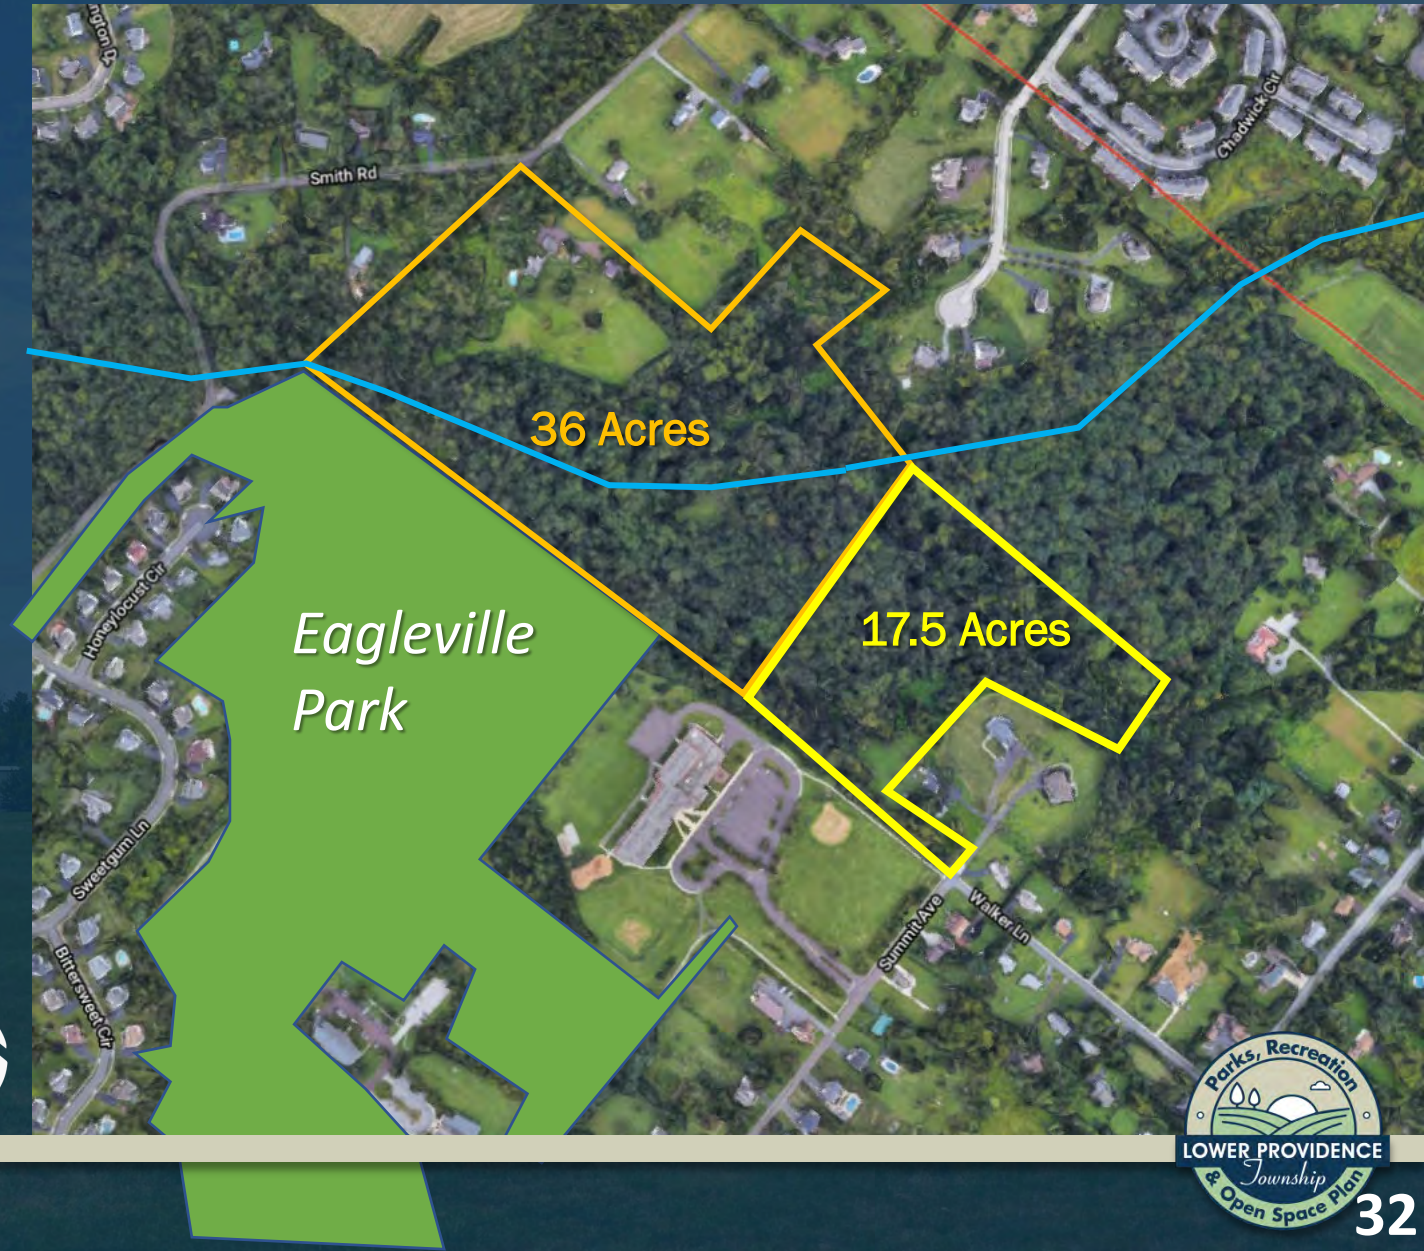 Smith Rd
Chadwick Cir
36 Acres
17.5 Acres
Eagleville
Park
Honeylocust Cir
Sweetgum Ln
Bittersweet Cir
Summit Ave
Walker Ln
Parks, Recreation
LOWER PROVIDENCE
Township
& Open Space Plan
32